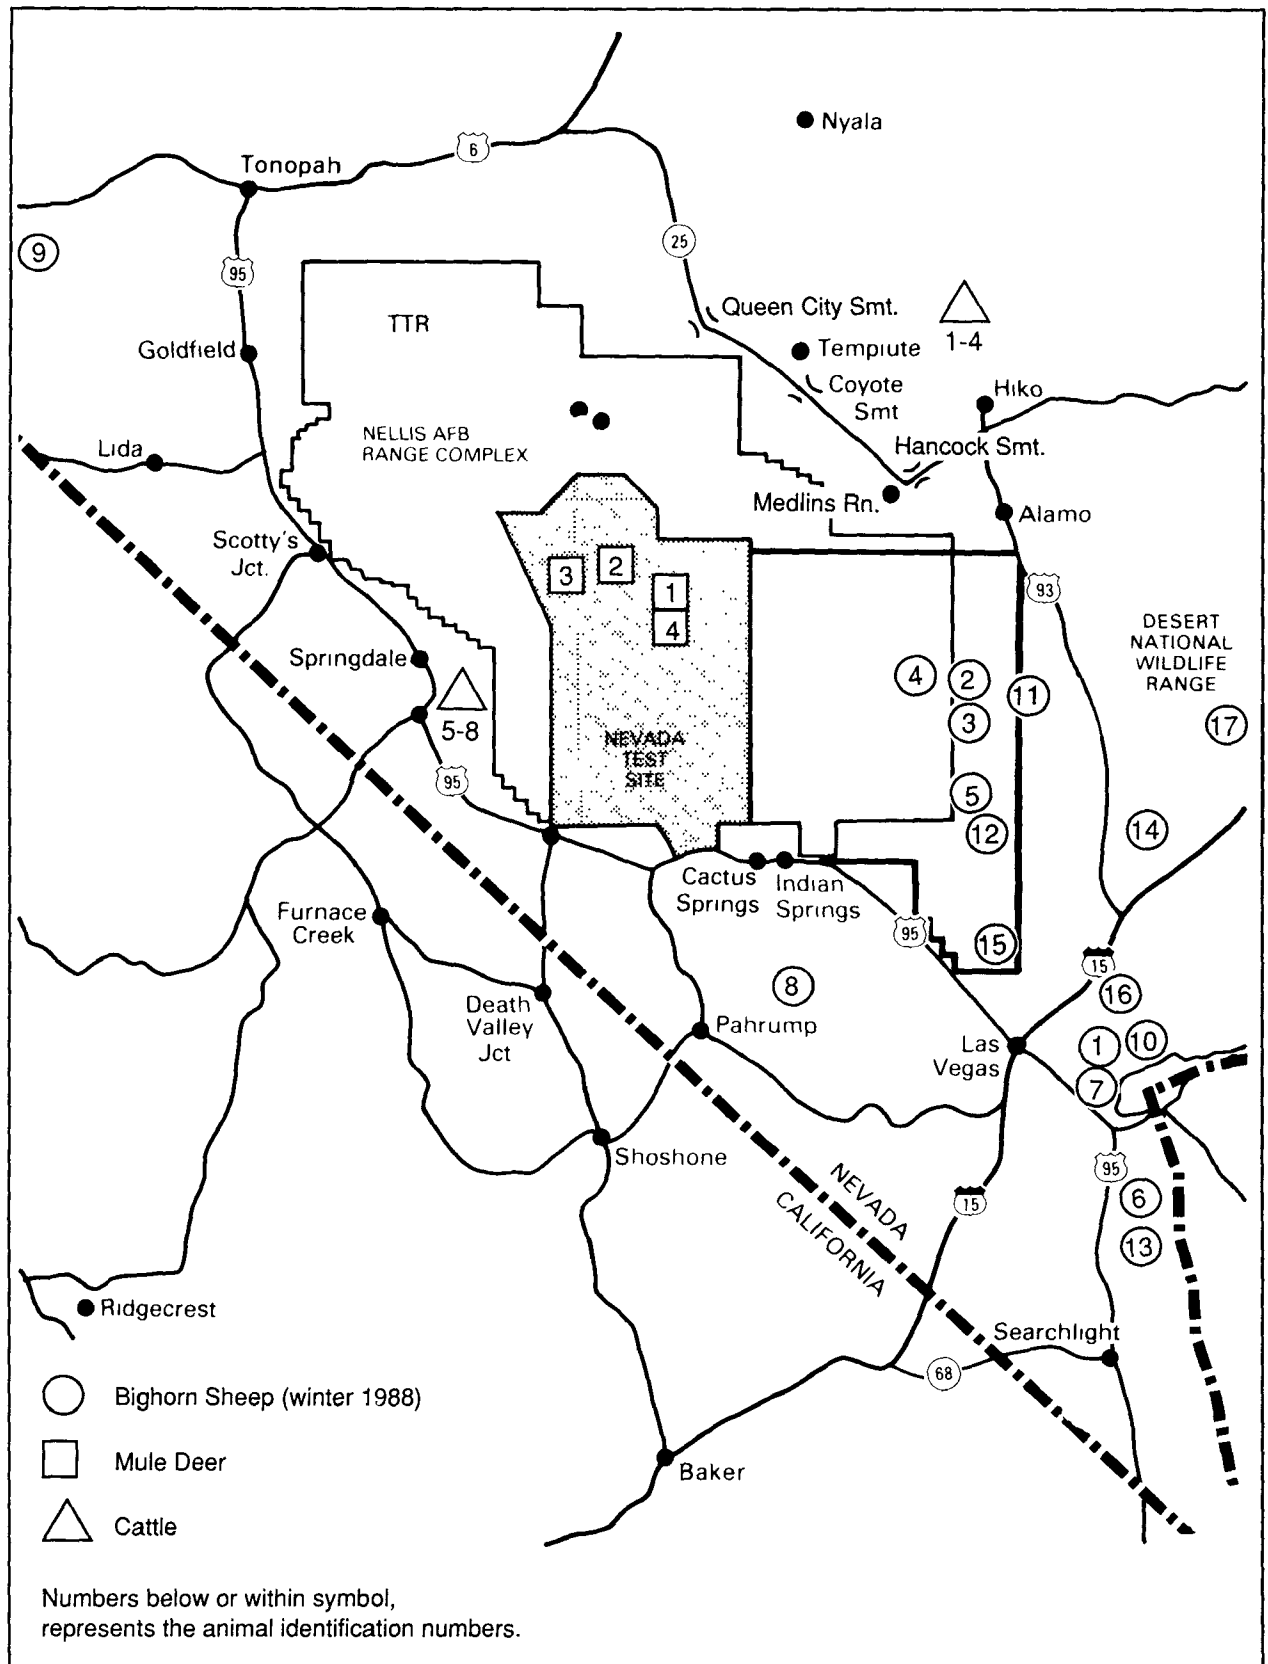 Nyala
6
Tonopah
25
9
95
Queen City Smt.
TTR
1-4
Goldfield
Tempiute
Coyote
Smt
Hiko
NELLIS AFB
RANGE COMPLEX
Lida
Hancock Smt.
Medlins Rn.
Alamo
Scotty's
Jct.
3
2
1
4
93
DESERT
NATIONAL
WILDLIFE
RANGE
Springdale
4
2
11
3
17
5-8
NEVADA
TEST
SITE
95
5
12
14
Cactus
Springs
Indian
Springs
Furnace
Creek
95
15
15
8
16
Death
Valley
Jct
Pahrump
Las
Vegas
1
10
7
Shoshone
95
NEVADA
CALIFORNIA
15
6
13
Ridgecrest
Searchlight
68
Bighorn Sheep (winter 1988)
Mule Deer
Baker
Cattle
Numbers below or within symbol,
represents the animal identification numbers.